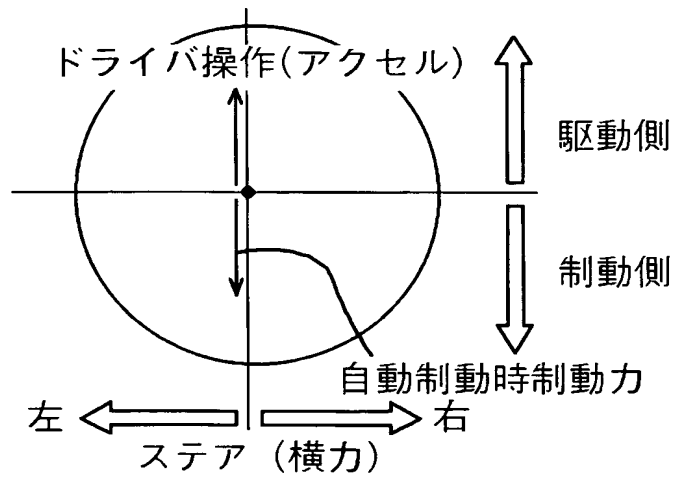 ドライバ操作(アクセル)
駆動側
制動側
自動制動時制動力
左
右
ステア(横力)